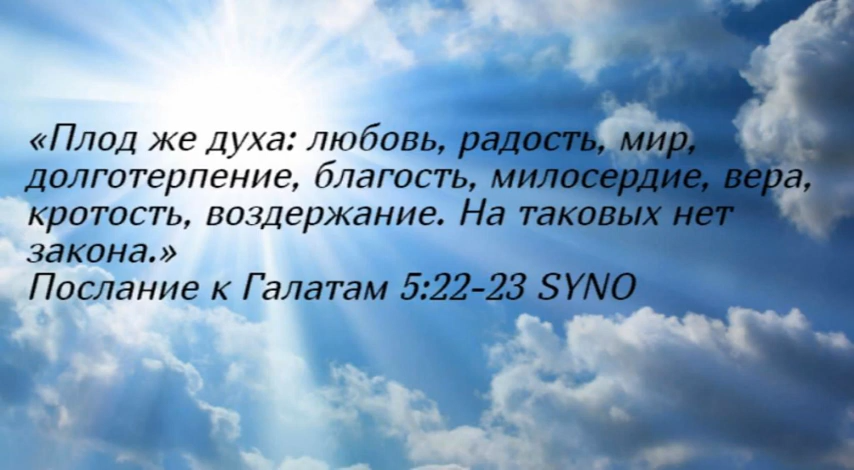 «Плод же духа: любовь, радость, мир,
долготерпение, благость, милосердие, вера,
кротость, воздержание. На таковых нет
закона.»
Послание к Галатам 5:22-23 SYNO